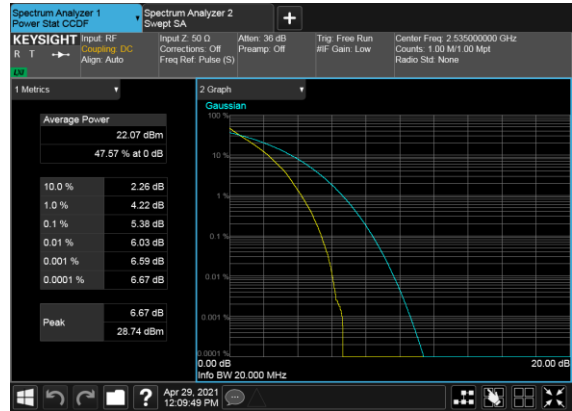 Spectrum Analyzer 1
Power Stat CCDF
Spectrum Analyzer 2
Swept SA
+
KEYSIGHT
R T
LXI
Input: RF
Coupling: DC
Align: Auto
Input Z: 50 Ω
Corrections: Off
Freq Ref: Pulse (S)
Atten: 36 dB
Preamp: Off
Trig: Free Run
#IF Gain: Low
Center Freq: 2.535000000 GHz
Counts: 1.00 M/1.00 Mpt
Radio Std: None
1 Metrics
Average Power
22.07 dBm
47.57 % at 0 dB
10.0 % 2.26 dB
1.0 % 4.22 dB
0.1 % 5.38 dB
0.01 % 6.03 dB
0.001 % 6.59 dB
0.0001 % 6.67 dB
Peak
6.67 dB
28.74 dBm
2 Graph
Gaussian
100 %
10 %
1 %
0.1 %
0.01 %
0.001 %
0.0001 %
0.00 dB 20.00 dB
Info BW 20.000 MHz
?
Apr 29, 2021
12:09:49 PM